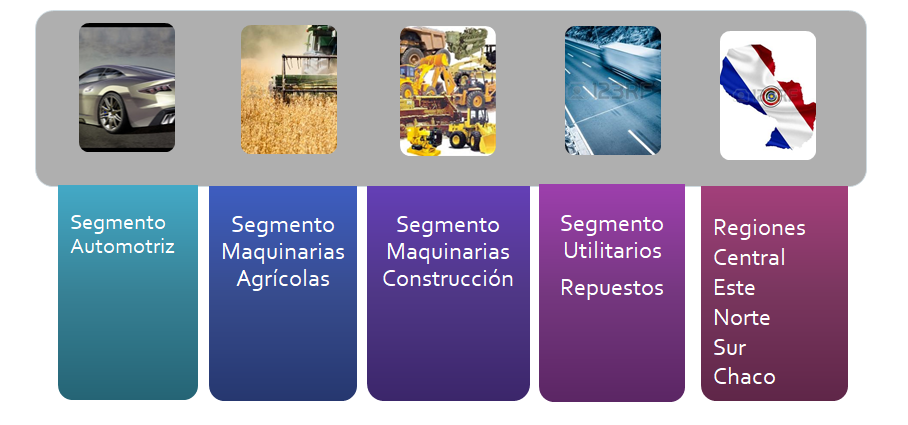 Segmento
Automotriz
Segmento
Maquinarias
Agrícolas
Segmento
Maquinarias
Construcción
Segmento
Utilitarios
Repuestos
Regiones
Central
Este
Norte
Sur
Chaco